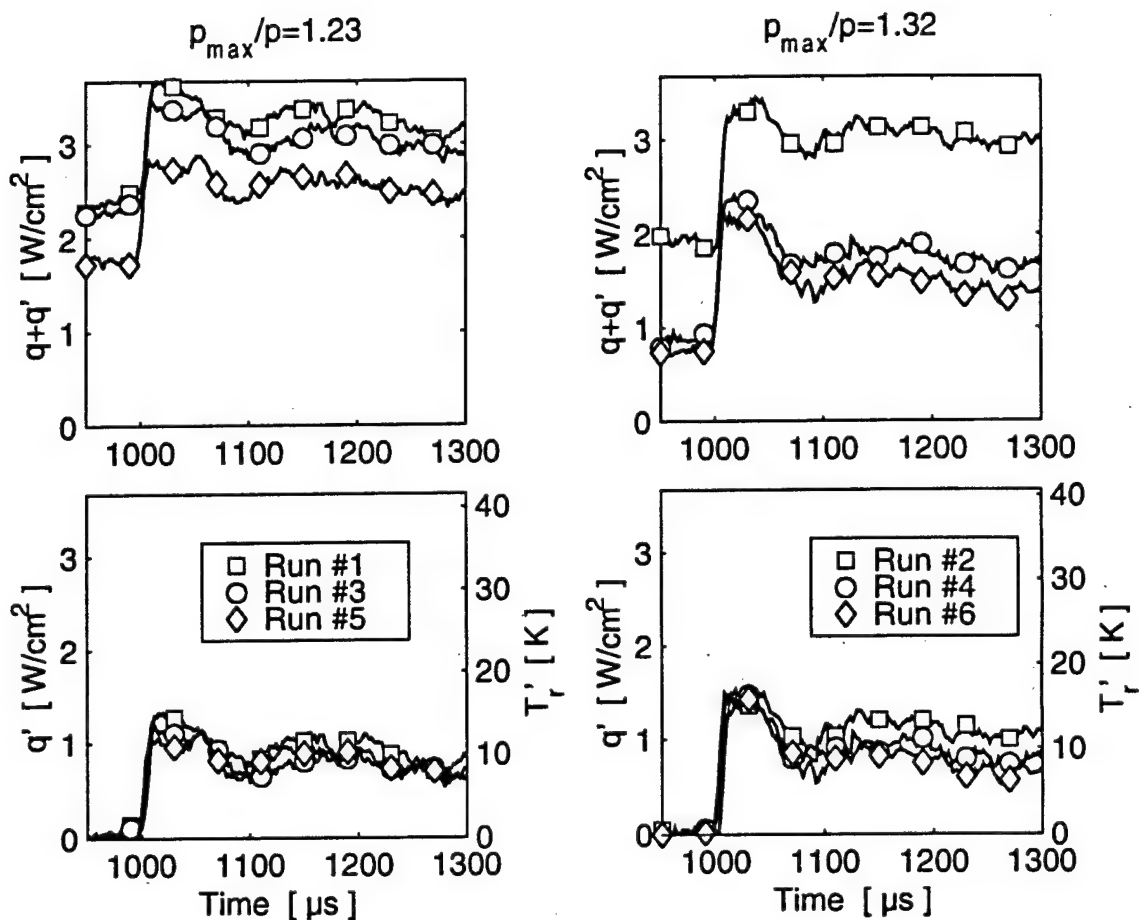 p_max/p=1.23
p_max/p=1.32
q+q' [ W/cm² ]
3
2
1
0
1000 1100 1200 1300
q+q' [ W/cm² ]
3
2
1
0
1000 1100 1200 1300
q' [ W/cm² ]
3
2
1
0
Run #1
Run #3
Run #5
40
30
20
10
0
T_r' [ K ]
1000 1100 1200 1300
Time [ µs ]
q' [ W/cm² ]
3
2
1
0
Run #2
Run #4
Run #6
40
30
20
10
0
T_r' [ K ]
1000 1100 1200 1300
Time [ µs ]